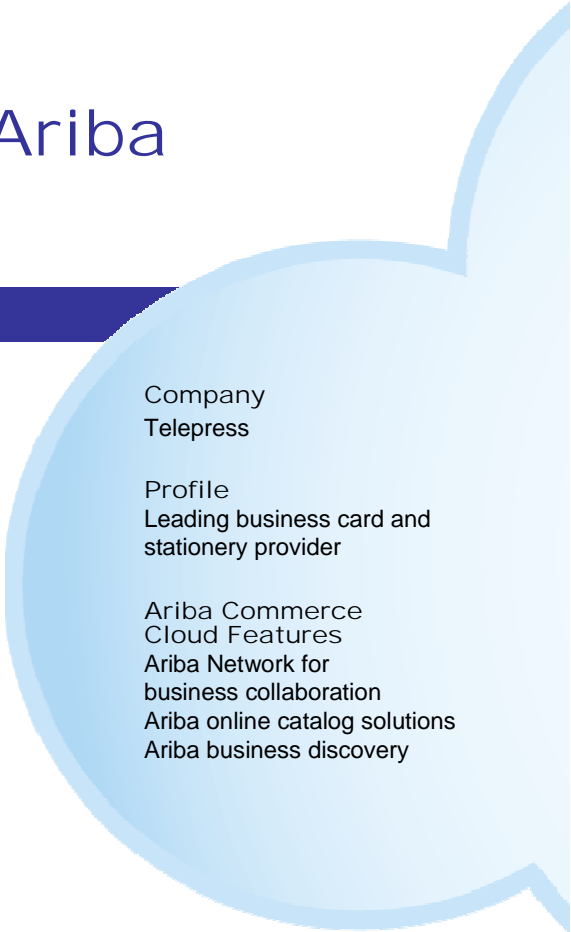 Ariba
Company
Telepress
Profile
Leading business card and
stationery provider
Ariba Commerce
Cloud Features
Ariba Network for
business collaboration
Ariba online catalog solutions
Ariba business discovery